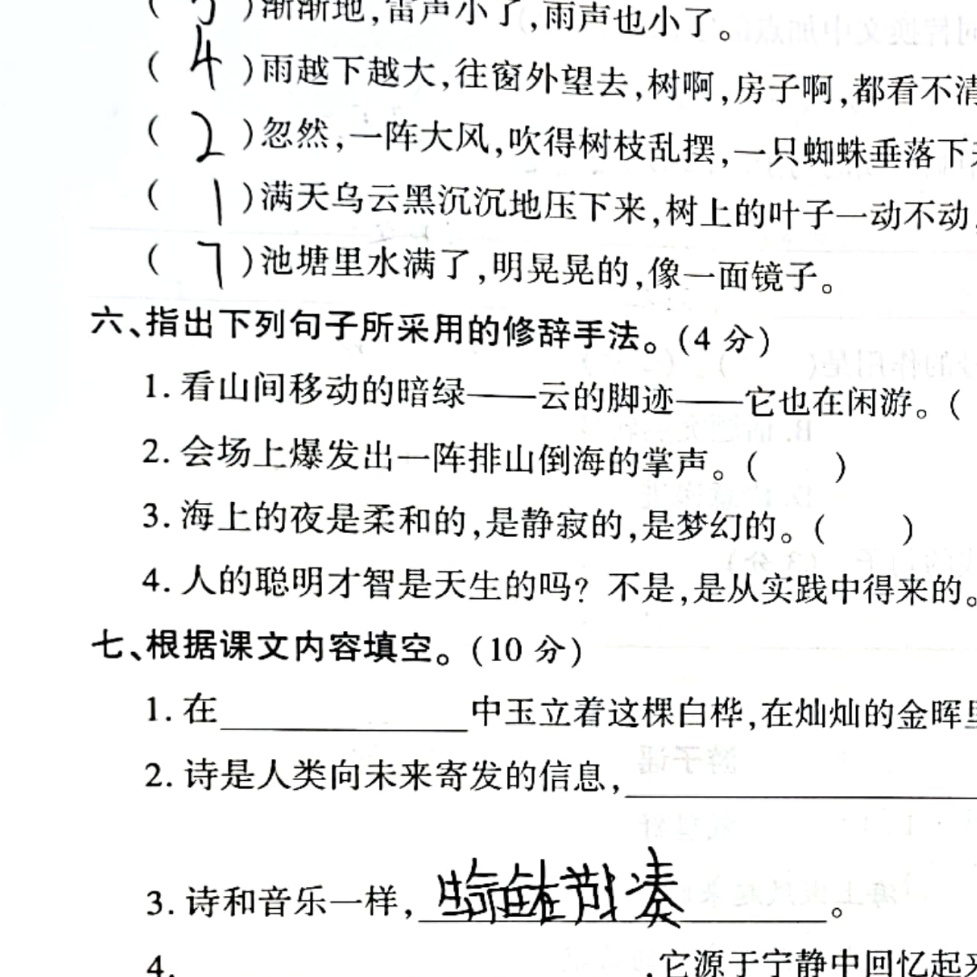 ( 5 )渐渐地,雷声小了,雨声也小了。
( 4 )雨越下越大,往窗外望去,树啊,房子啊,都看不清
( 2 )忽然,一阵大风,吹得树枝乱摆,一只蜘蛛垂落下来
( 1 )满天乌云黑沉沉地压下来,树上的叶子一动不动,
( 7 )池塘里水满了,明晃晃的,像一面镜子。
六、指出下列句子所采用的修辞手法。(4 分)
1. 看山间移动的暗绿——云的脚迹——它也在闲游。(
2. 会场上爆发出一阵排山倒海的掌声。(    )
3. 海上的夜是柔和的,是静寂的,是梦幻的。(    )
4. 人的聪明才智是天生的吗? 不是,是从实践中得来的。
七、根据课文内容填空。(10 分)
1. 在____________中玉立着这棵白桦,在灿灿的金晖里
2. 诗是人类向未来寄发的信息,____________
3. 诗和音乐一样,生命全在节奏。
4.____________,它源于宁静中回忆起来